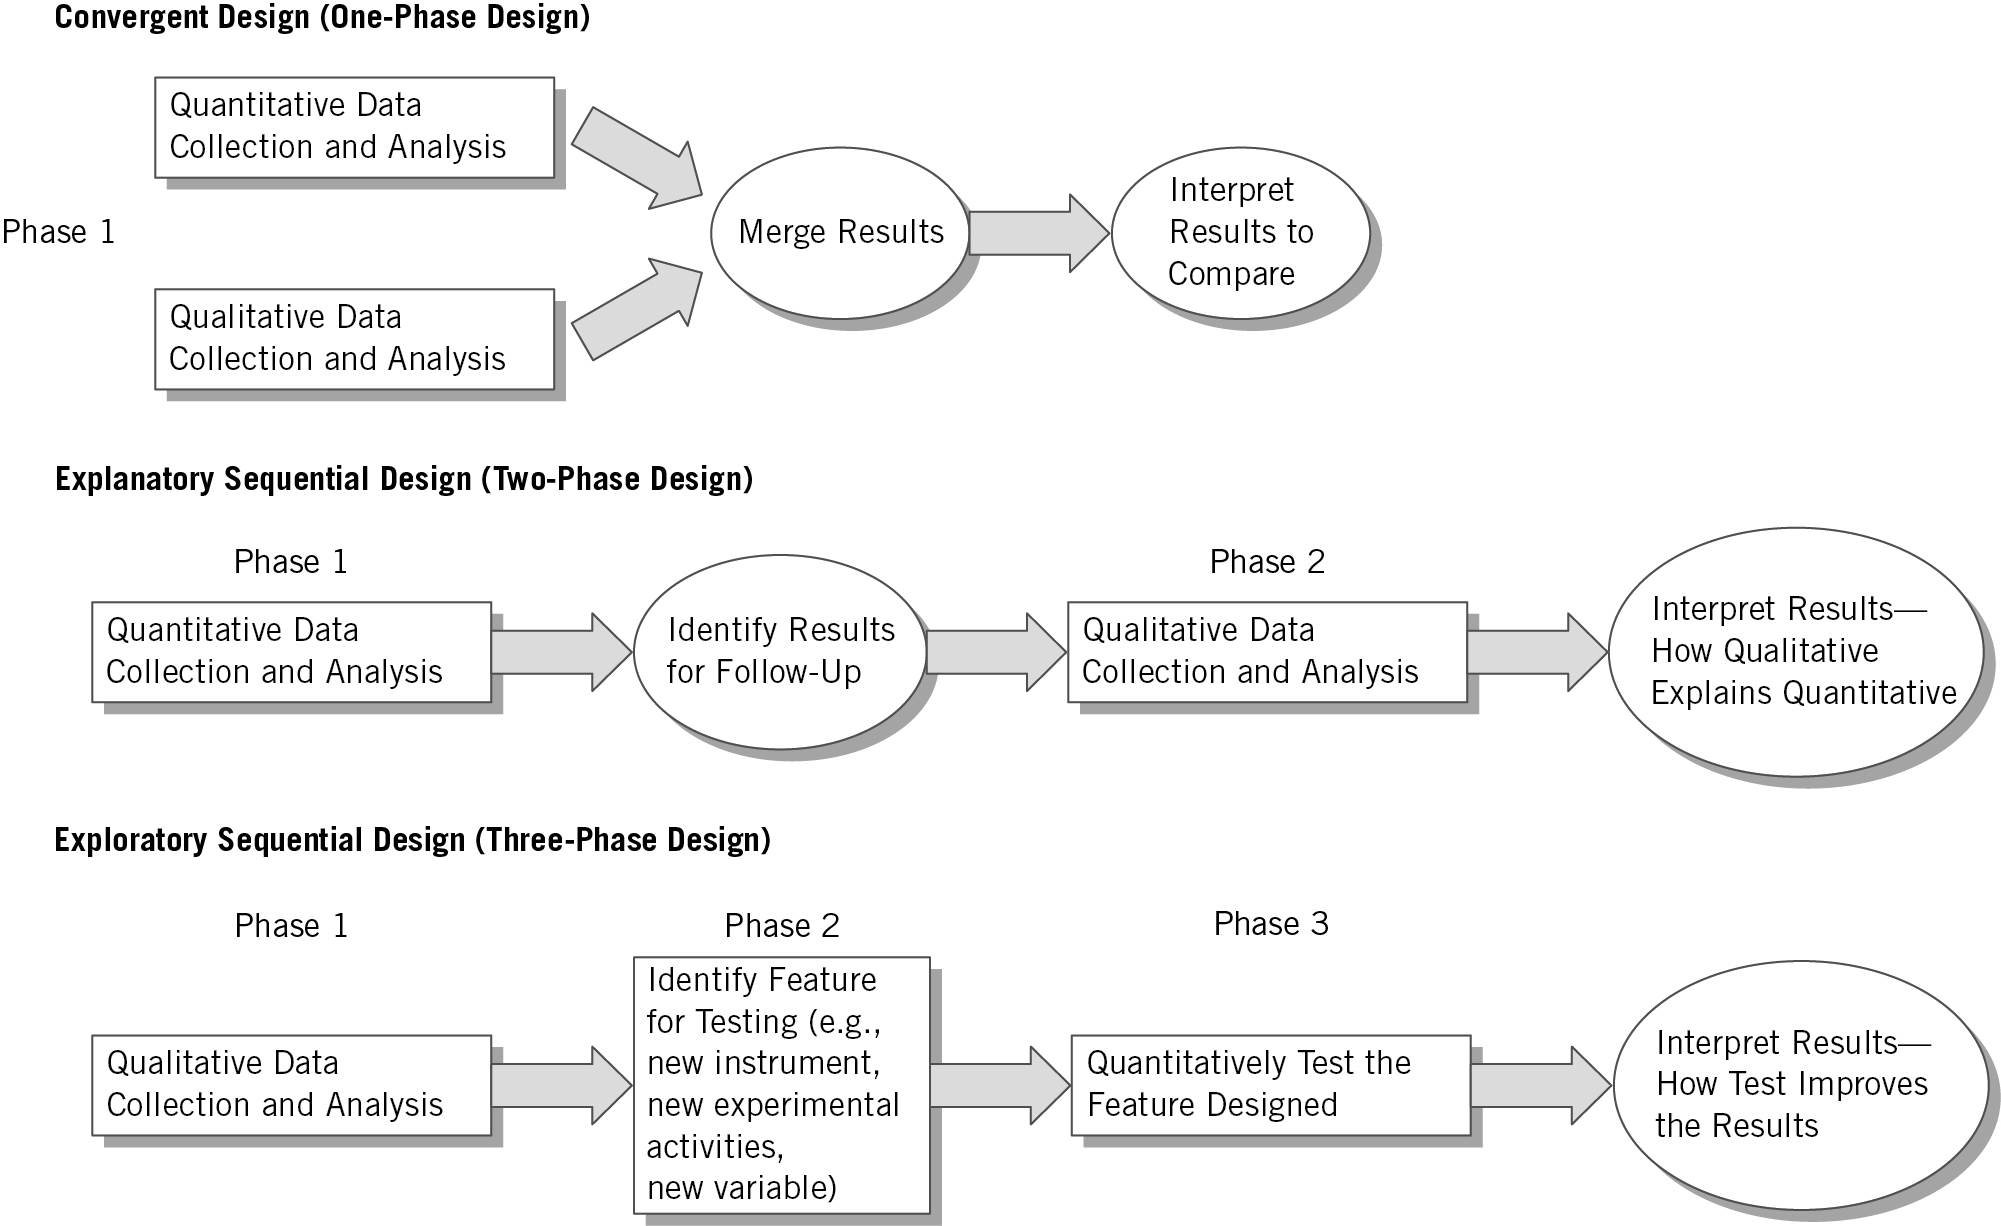 Convergent Design (One-Phase Design)
Quantitative Data
Collection and Analysis
Phase 1
Qualitative Data
Collection and Analysis
Merge Results
Interpret
Results to
Compare
Explanatory Sequential Design (Two-Phase Design)
Phase 1
Quantitative Data
Collection and Analysis
Identify Results
for Follow-Up
Phase 2
Qualitative Data
Collection and Analysis
Interpret Results—
How Qualitative
Explains Quantitative
Exploratory Sequential Design (Three-Phase Design)
Phase 1
Qualitative Data
Collection and Analysis
Phase 2
Identify Feature
for Testing (e.g.,
new instrument,
new experimental
activities,
new variable)
Phase 3
Quantitatively Test the
Feature Designed
Interpret Results—
How Test Improves
the Results